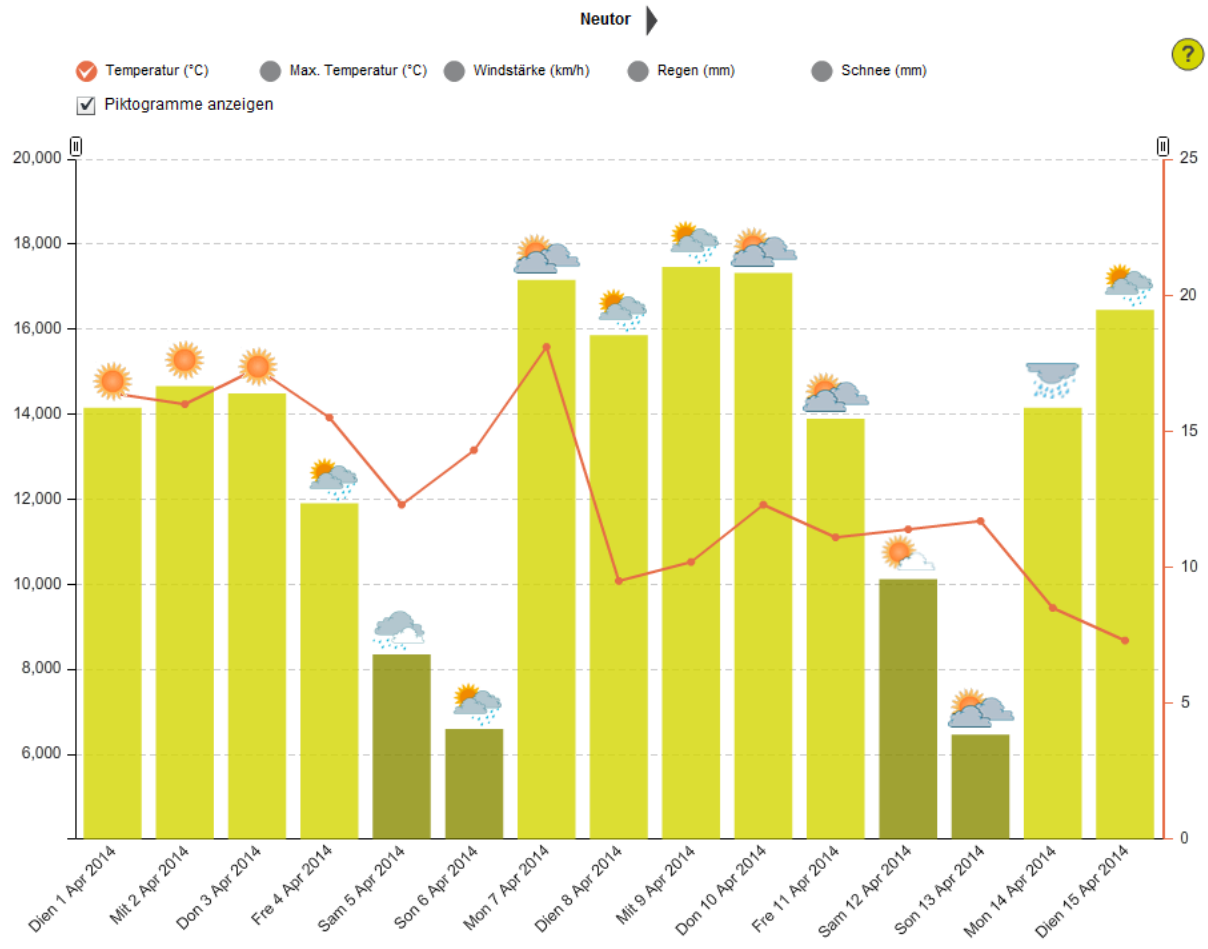 Neutor
?
Temperatur (°C)
Max. Temperatur (°C)
Windstärke (km/h)
Regen (mm)
Schnee (mm)
Piktogramme anzeigen
20,000
18,000
16,000
14,000
12,000
10,000
8,000
6,000
25
20
15
10
5
0
Dien 1 Apr 2014
Mit 2 Apr 2014
Don 3 Apr 2014
Fre 4 Apr 2014
Sam 5 Apr 2014
Son 6 Apr 2014
Mon 7 Apr 2014
Dien 8 Apr 2014
Mit 9 Apr 2014
Don 10 Apr 2014
Fre 11 Apr 2014
Sam 12 Apr 2014
Son 13 Apr 2014
Mon 14 Apr 2014
Dien 15 Apr 2014